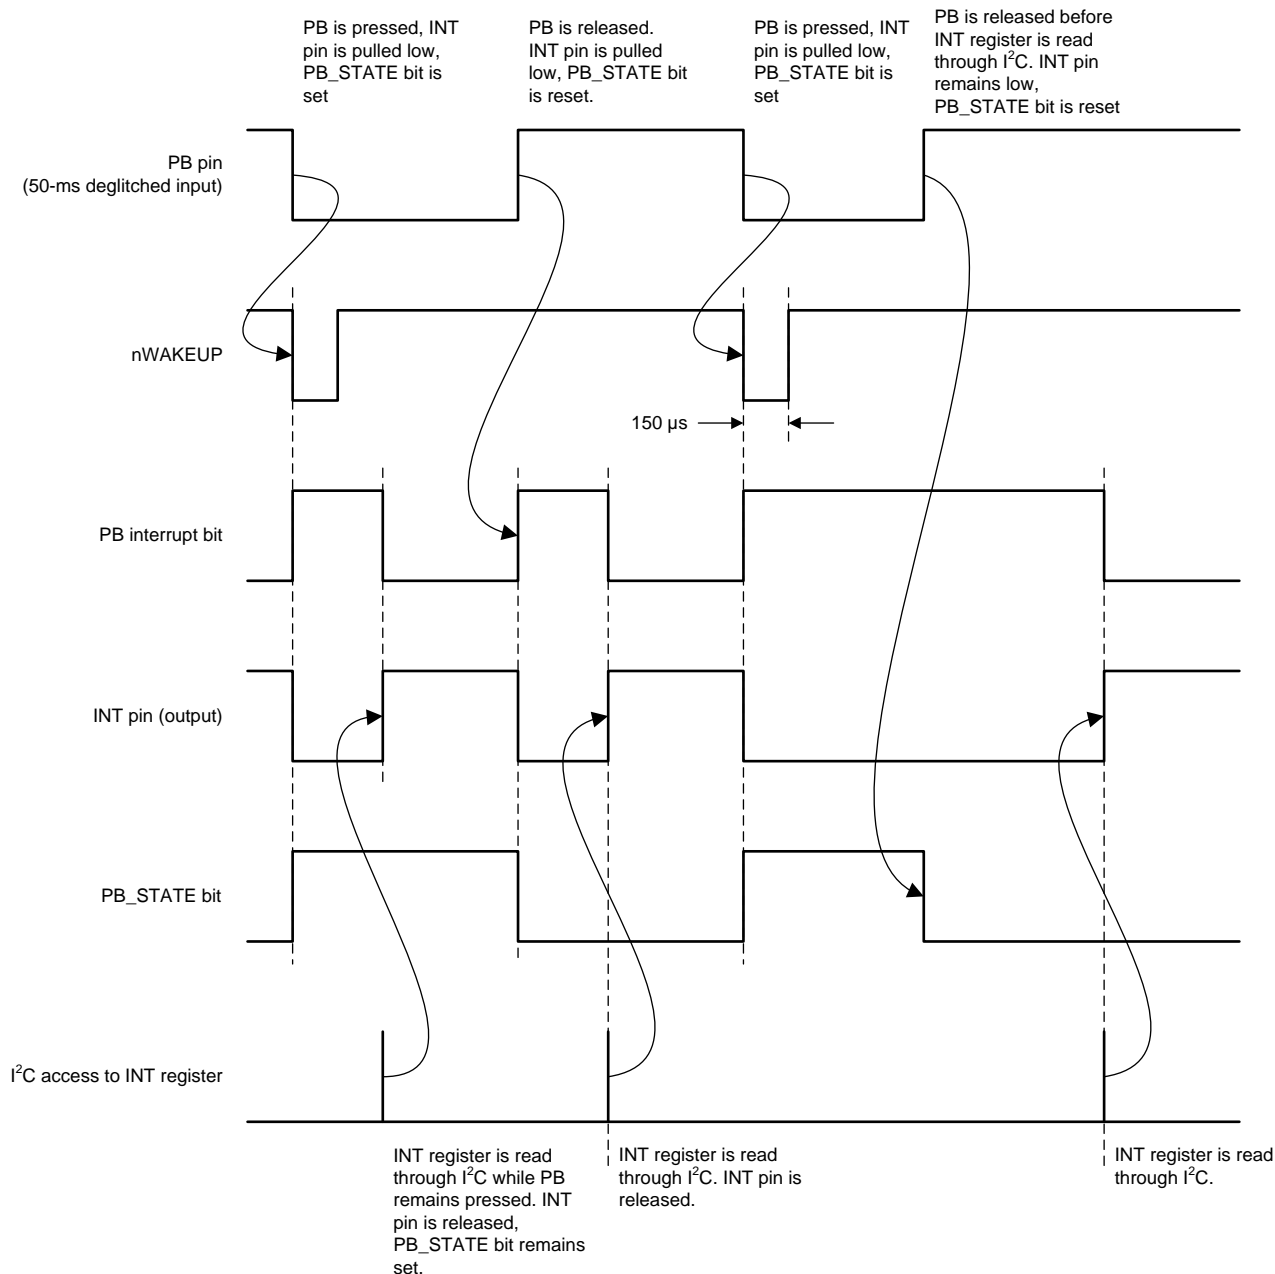 PB is pressed, INT
pin is pulled low,
PB_STATE bit is
set
PB is released.
INT pin is pulled
low, PB_STATE bit
is reset.
PB is pressed, INT
pin is pulled low,
PB_STATE bit is
set
PB is released before
INT register is read
through I²C. INT pin
remains low,
PB_STATE bit is reset
PB pin
(50-ms deglitched input)
nWAKEUP
150 µs
PB interrupt bit
INT pin (output)
PB_STATE bit
I²C access to INT register
INT register is read
through I²C while PB
remains pressed. INT
pin is released,
PB_STATE bit remains
set.
INT register is read
through I²C. INT pin is
released.
INT register is read
through I²C.